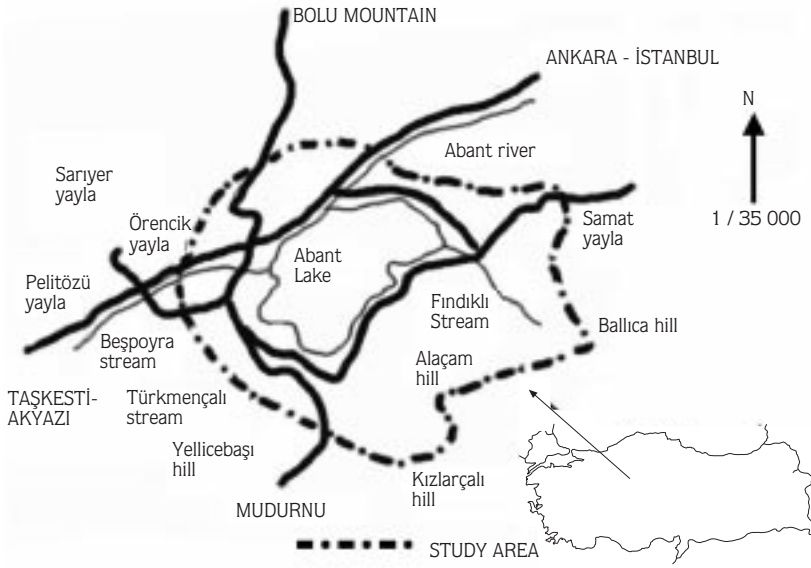 BOLU MOUNTAIN
ANKARA - İSTANBUL
N
Abant river
Sarıyer
yayla
Örencik
yayla
Samat
yayla
1 / 35 000
Abant
Lake
Pelitözü
yayla
Fındıklı
Stream
Ballıca hill
Beşpoyra
stream
Alaçam
hill
TAŞKESTİ-
AKYAZI
Türkmençalı
stream
Yellicebaşı
hill
Kızlarçalı
hill
MUDURNU
STUDY AREA